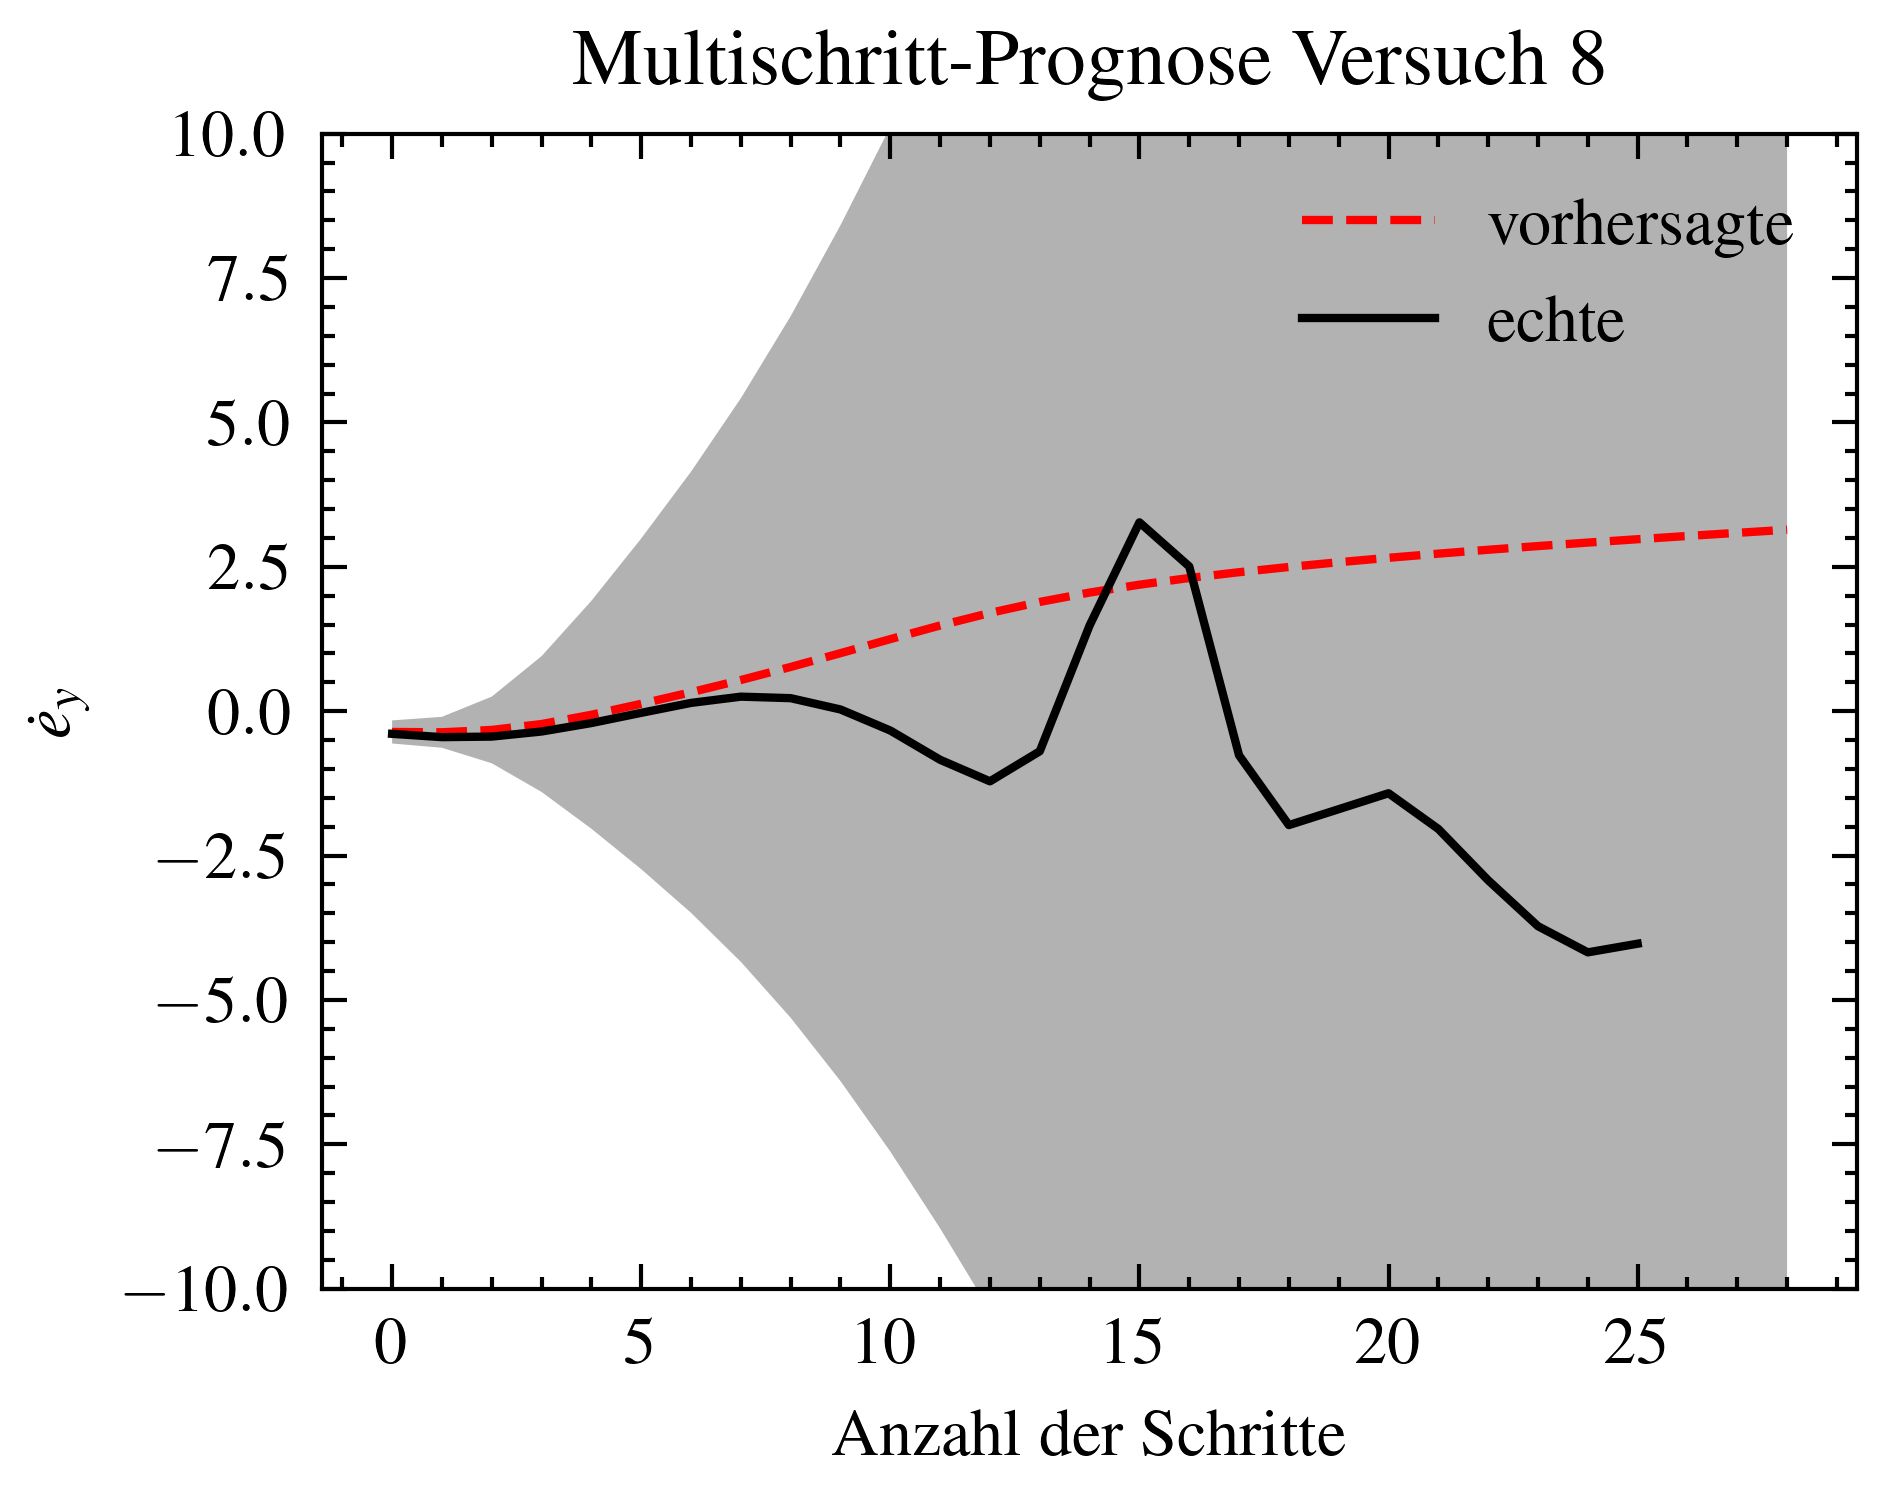 Multischritt-Prognose Versuch 8
10.0
7.5
5.0
2.5
0.0
−2.5
−5.0
−7.5
−10.0
ė_y
vorhersagte
echte
0 5 10 15 20 25
Anzahl der Schritte